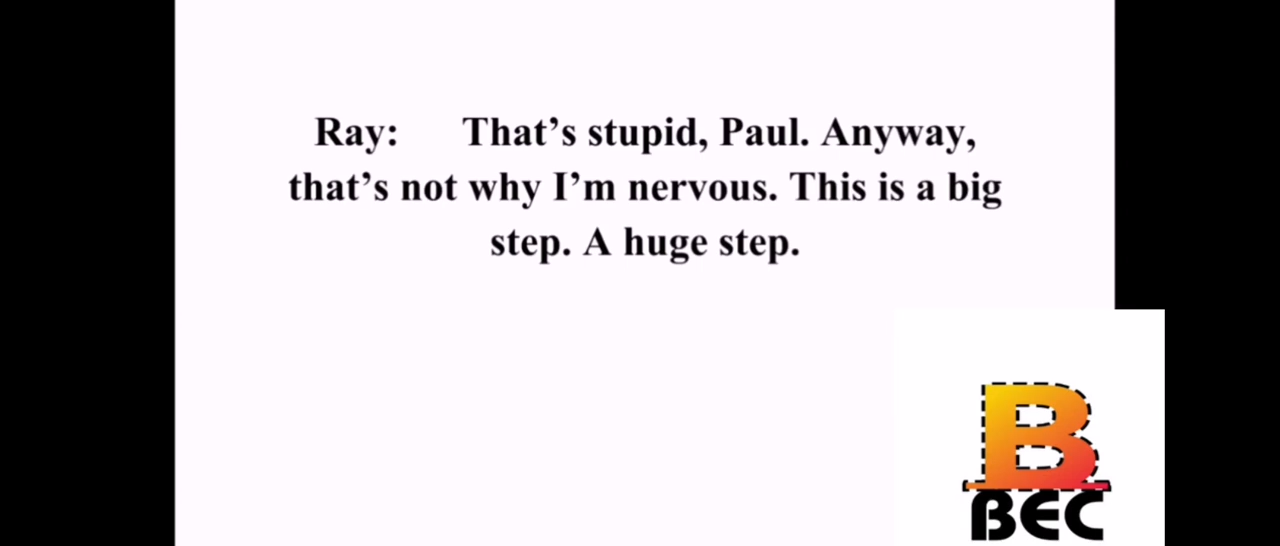 Ray: That's stupid, Paul. Anyway,
that's not why I'm nervous. This is a big
step. A huge step.
B
BEC